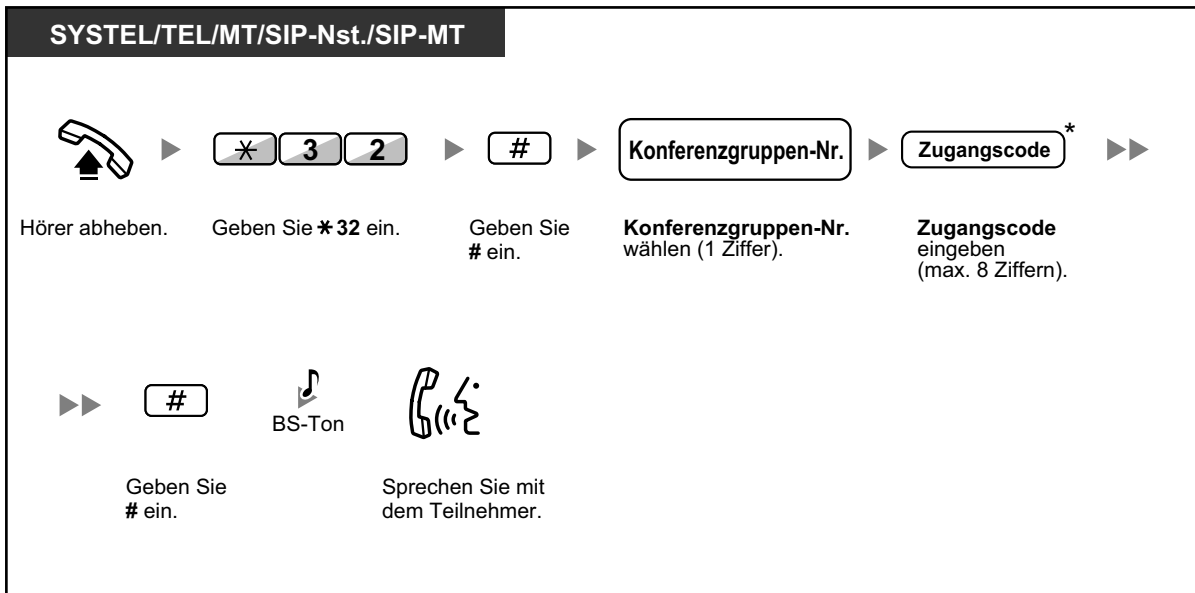 SYSTEL/TEL/MT/SIP-Nst./SIP-MT
* 3 2 # Konferenzgruppen-Nr. Zugangscode *
Hörer abheben. Geben Sie * 32 ein. Geben Sie Konferenzgruppen-Nr. Zugangscode
# ein. wählen (1 Ziffer). eingeben
(max. 8 Ziffern).
#
BS-Ton
Geben Sie Sprechen Sie mit
# ein. dem Teilnehmer.